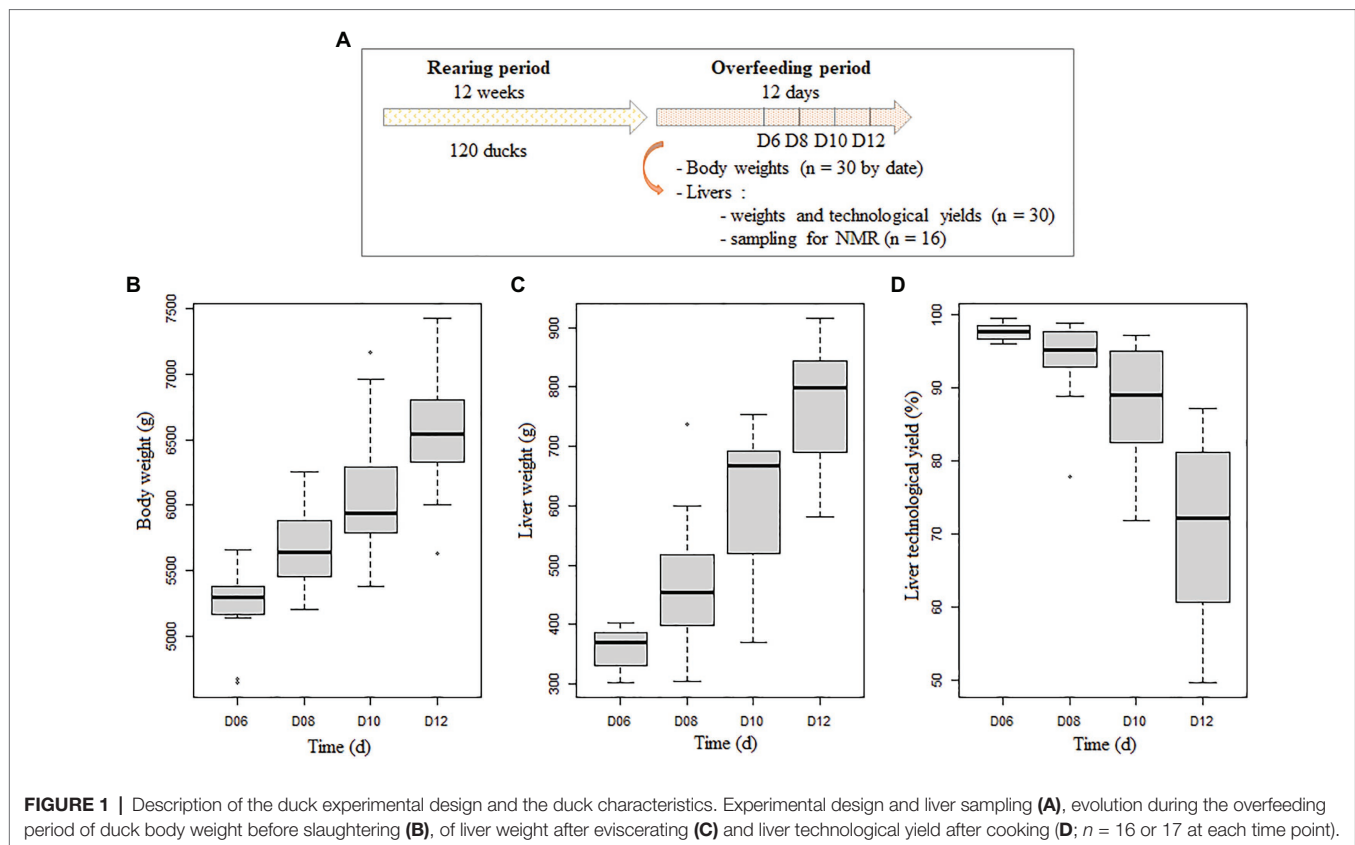 A
Rearing period
12 weeks
120 ducks
Overfeeding period
12 days
D6 D8 D10 D12
- Body weights (n = 30 by date)
- Livers :
- weights and technological yields (n = 30)
- sampling for NMR (n = 16)
B
Body weight (g)
7500
7000
6500
6000
5500
5000
D06 D08 D10 D12
Time (d)
C
Liver weight (g)
900
800
700
600
500
400
300
D06 D08 D10 D12
Time (d)
D
Liver technological yield (%)
100
90
80
70
60
50
D06 D08 D10 D12
Time (d)
FIGURE 1 | Description of the duck experimental design and the duck characteristics. Experimental design and liver sampling (A), evolution during the overfeeding
period of duck body weight before slaughtering (B), of liver weight after eviscerating (C) and liver technological yield after cooking (D; n = 16 or 17 at each time point).